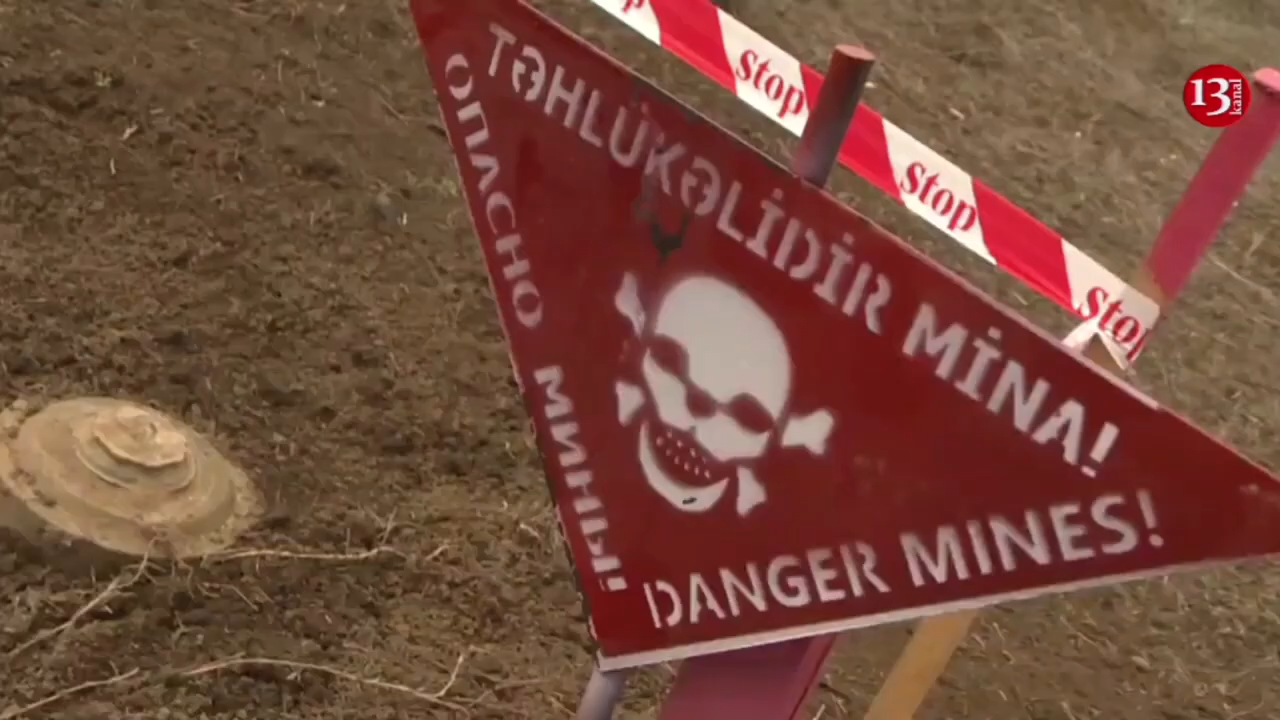 TƏHLÜKƏLİDİR MİNA!
ОПАСНО МИНЫ!
DANGER MINES!
Stop
Stop
Stop
13 kanal